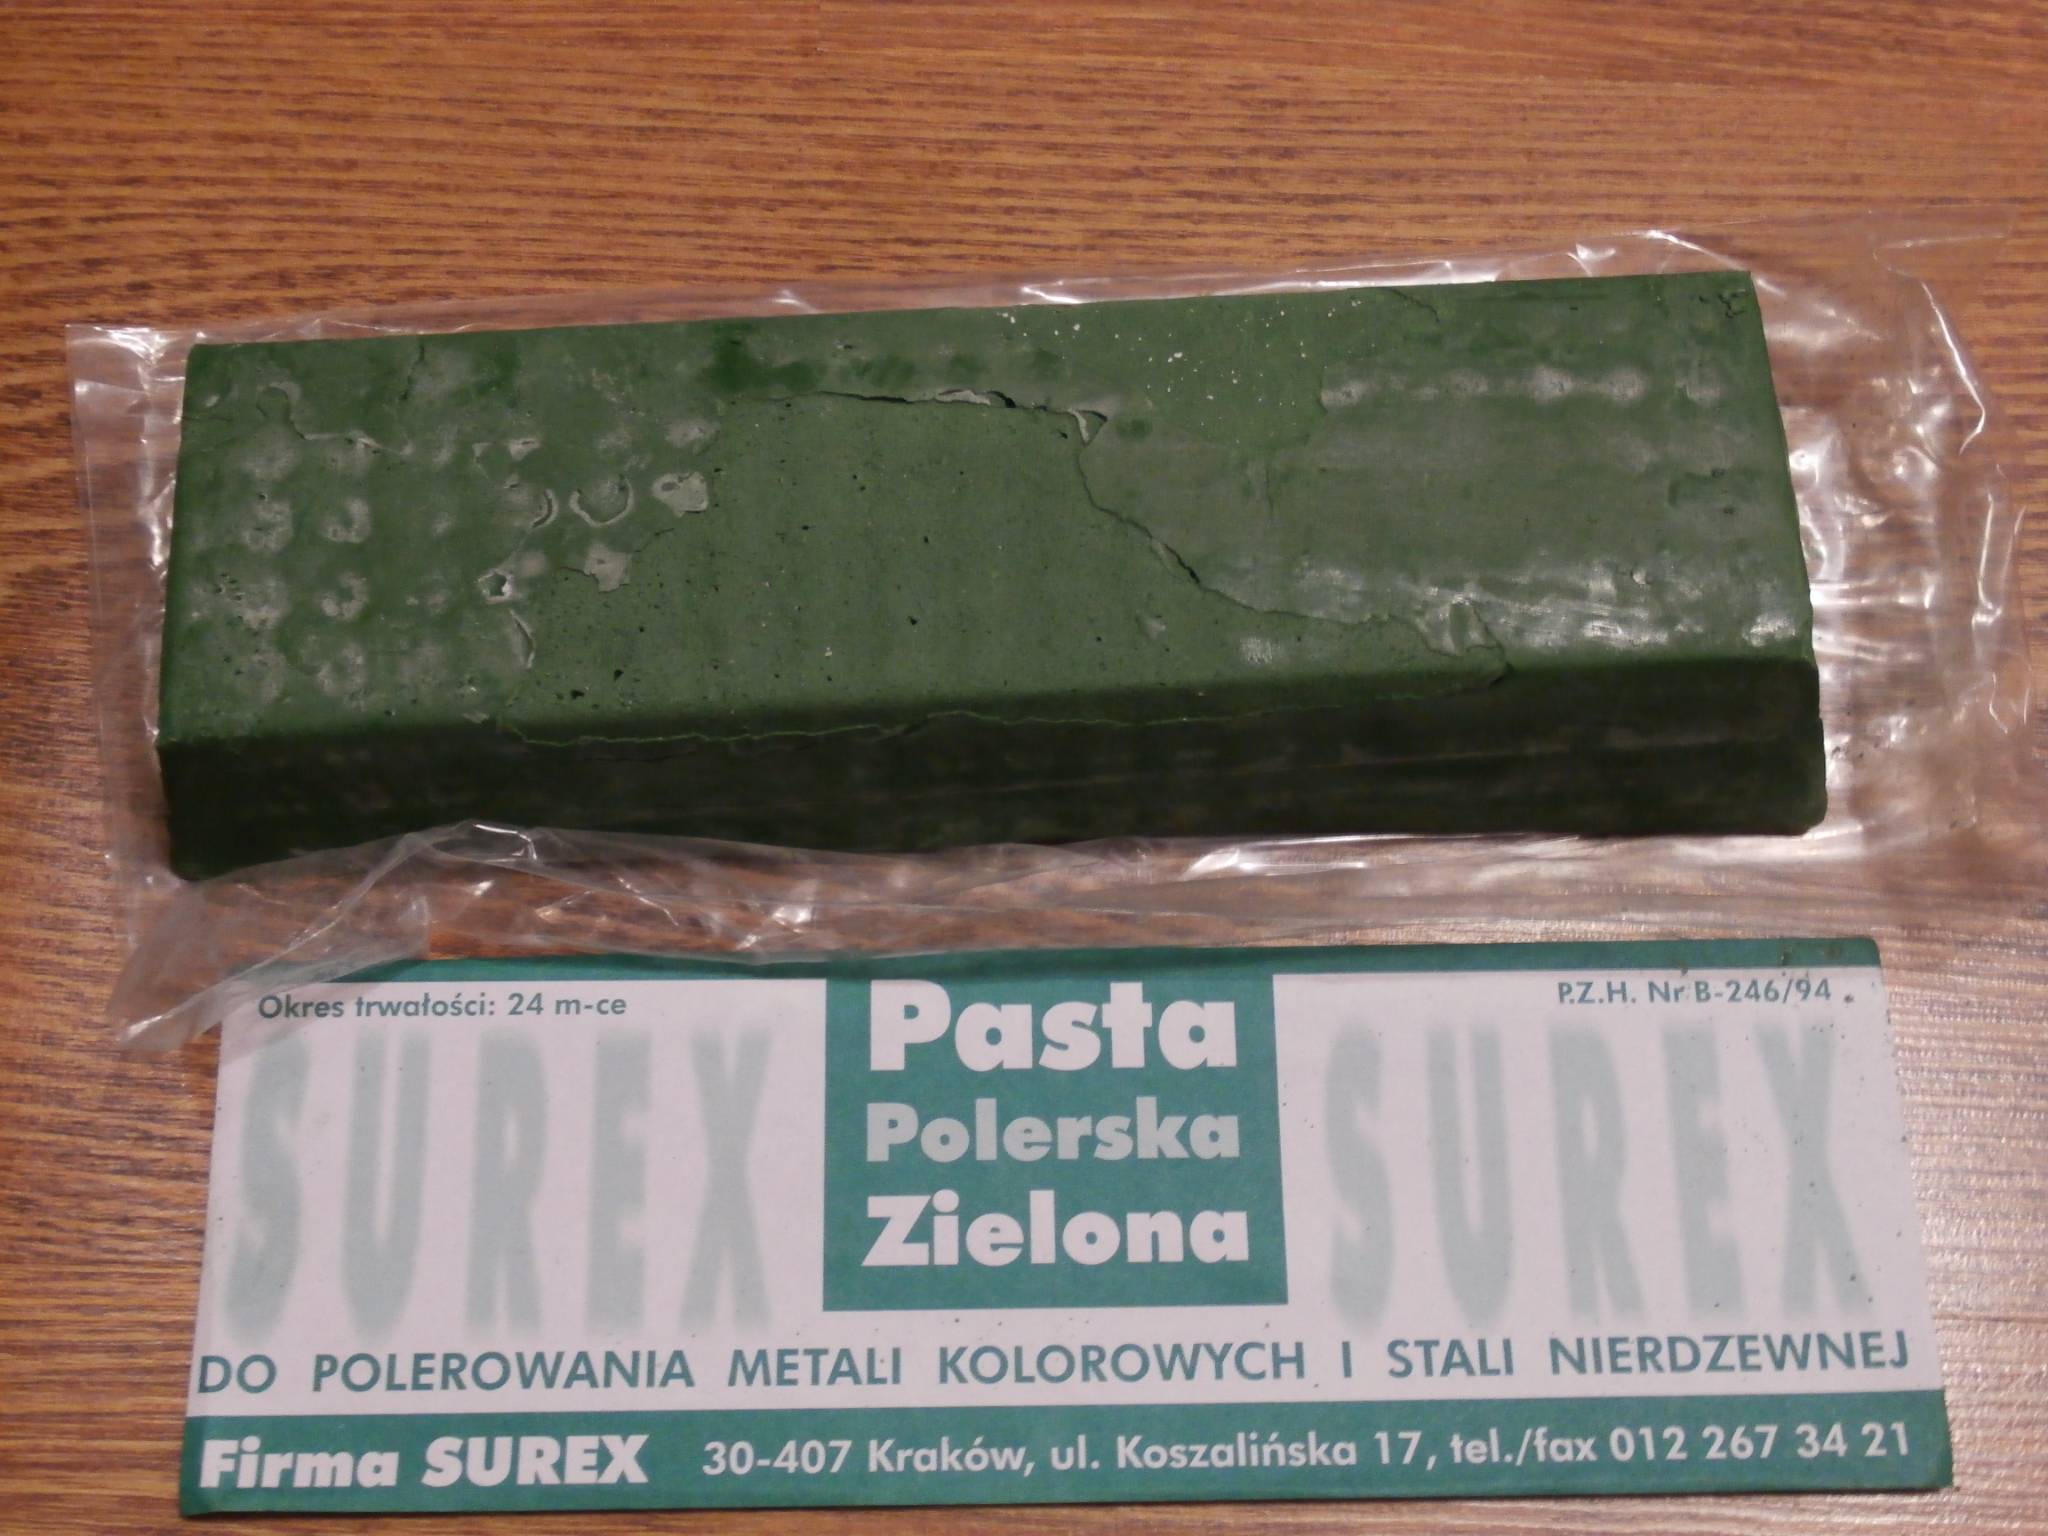 Okres trwałości: 24 m-ce
P.Z.H. Nr B-246/94
SUREX
Pasta
Polerska
Zielona
SUREX
DO POLEROWANIA METALI KOLOROWYCH I STALI NIERDZEWNEJ
Firma SUREX 30-407 Kraków, ul. Koszalińska 17, tel./fax 012 267 34 21